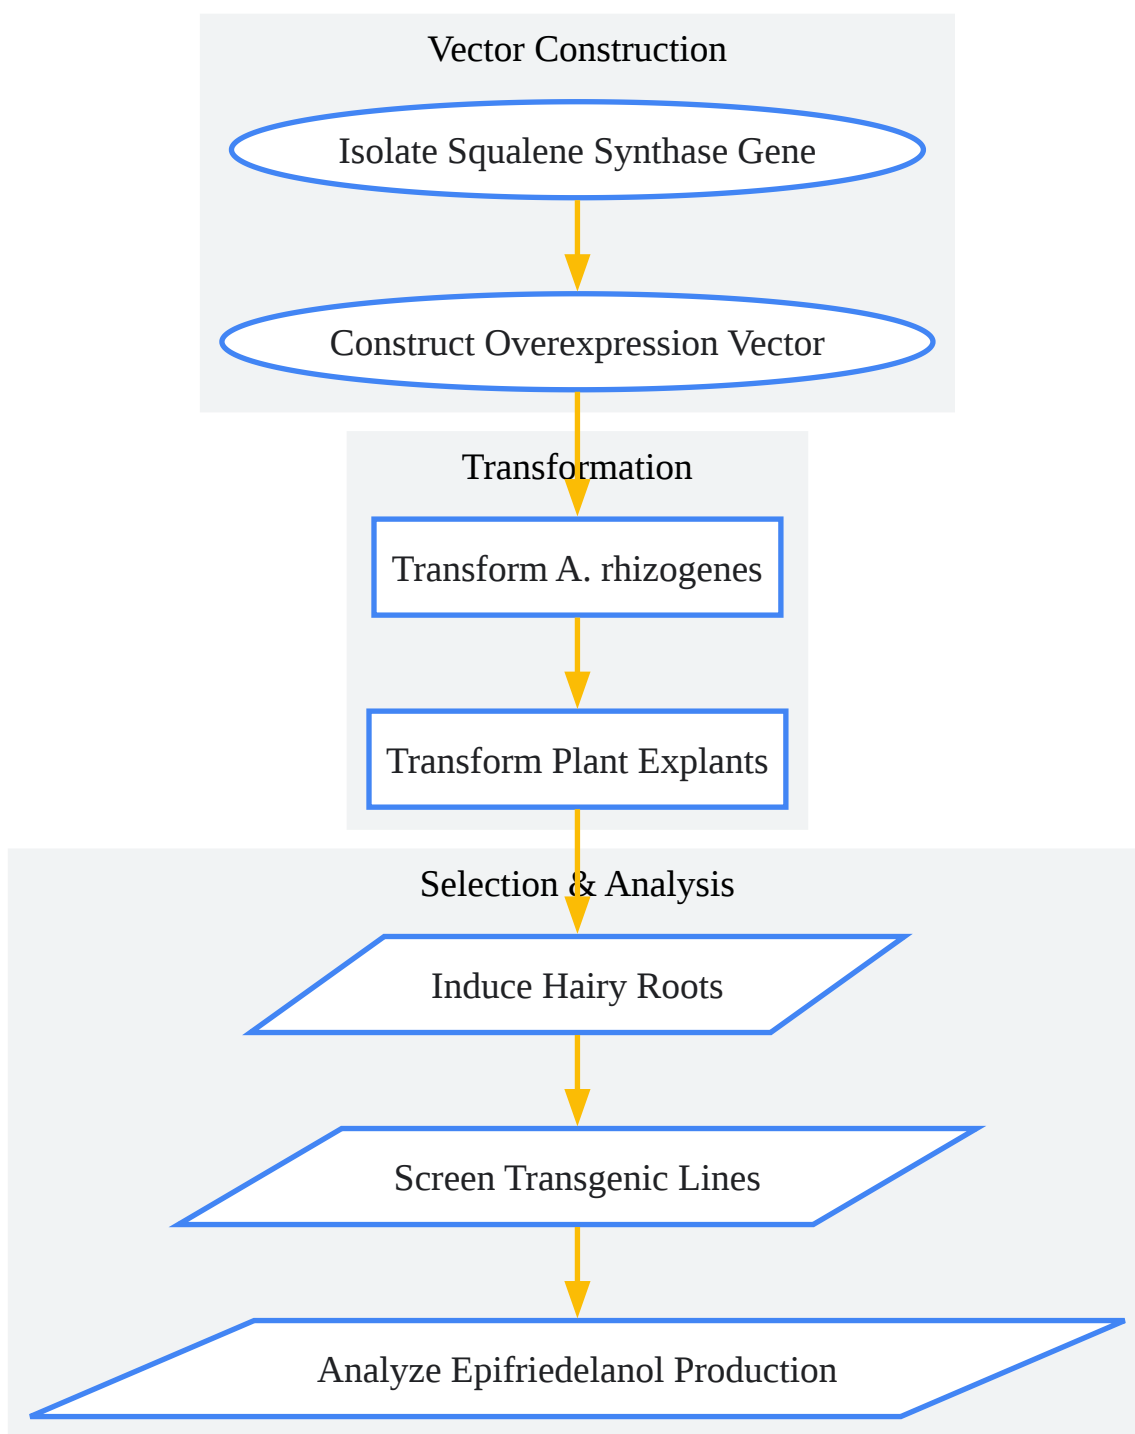 Vector Construction
Isolate Squalene Synthase Gene
Construct Overexpression Vector
Transformation
Transform A. rhizogenes
Transform Plant Explants
Selection & Analysis
Induce Hairy Roots
Screen Transgenic Lines
Analyze Epifriedelanol Production